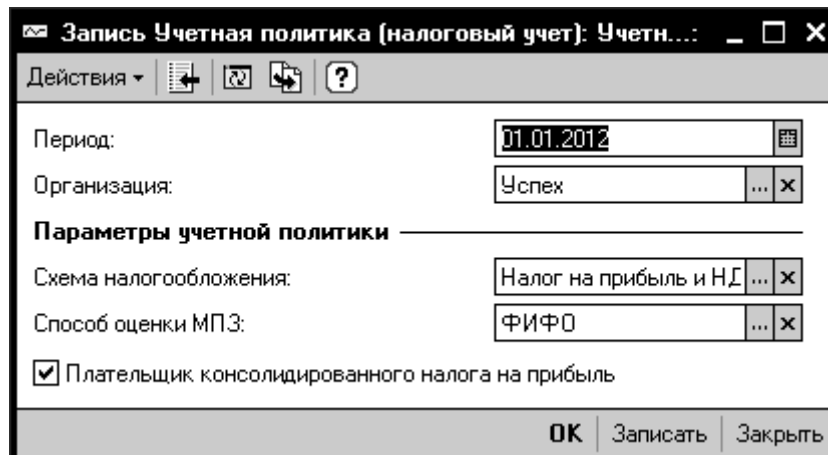 Запись Учетная политика (налоговый учет): Учетн...:
Действия
Период: 01.01.2012
Организация: Успех
Параметры учетной политики
Схема налогообложения: Налог на прибыль и НД
Способ оценки МПЗ: ФИФО
Плательщик консолидированного налога на прибыль
OK Записать Закрыть